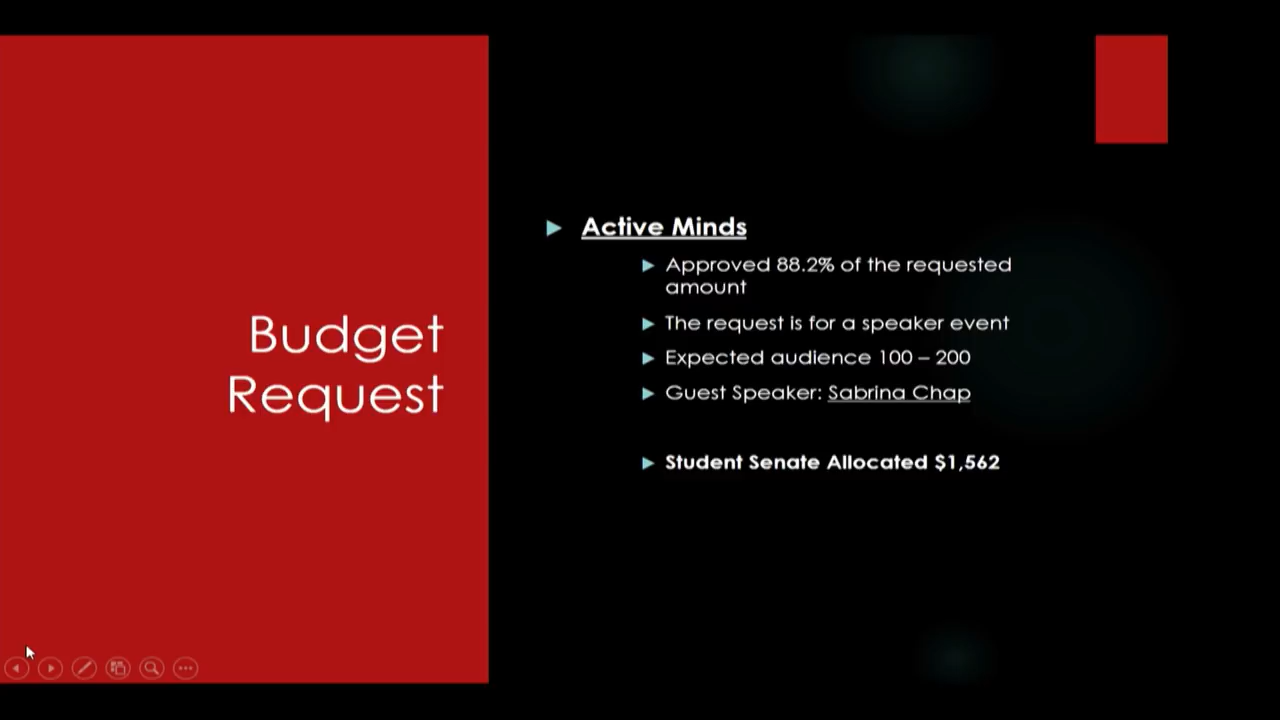 Budget
Request
Active Minds
Approved 88.2% of the requested
amount
The request is for a speaker event
Expected audience 100 – 200
Guest Speaker: Sabrina Chap
Student Senate Allocated $1,562